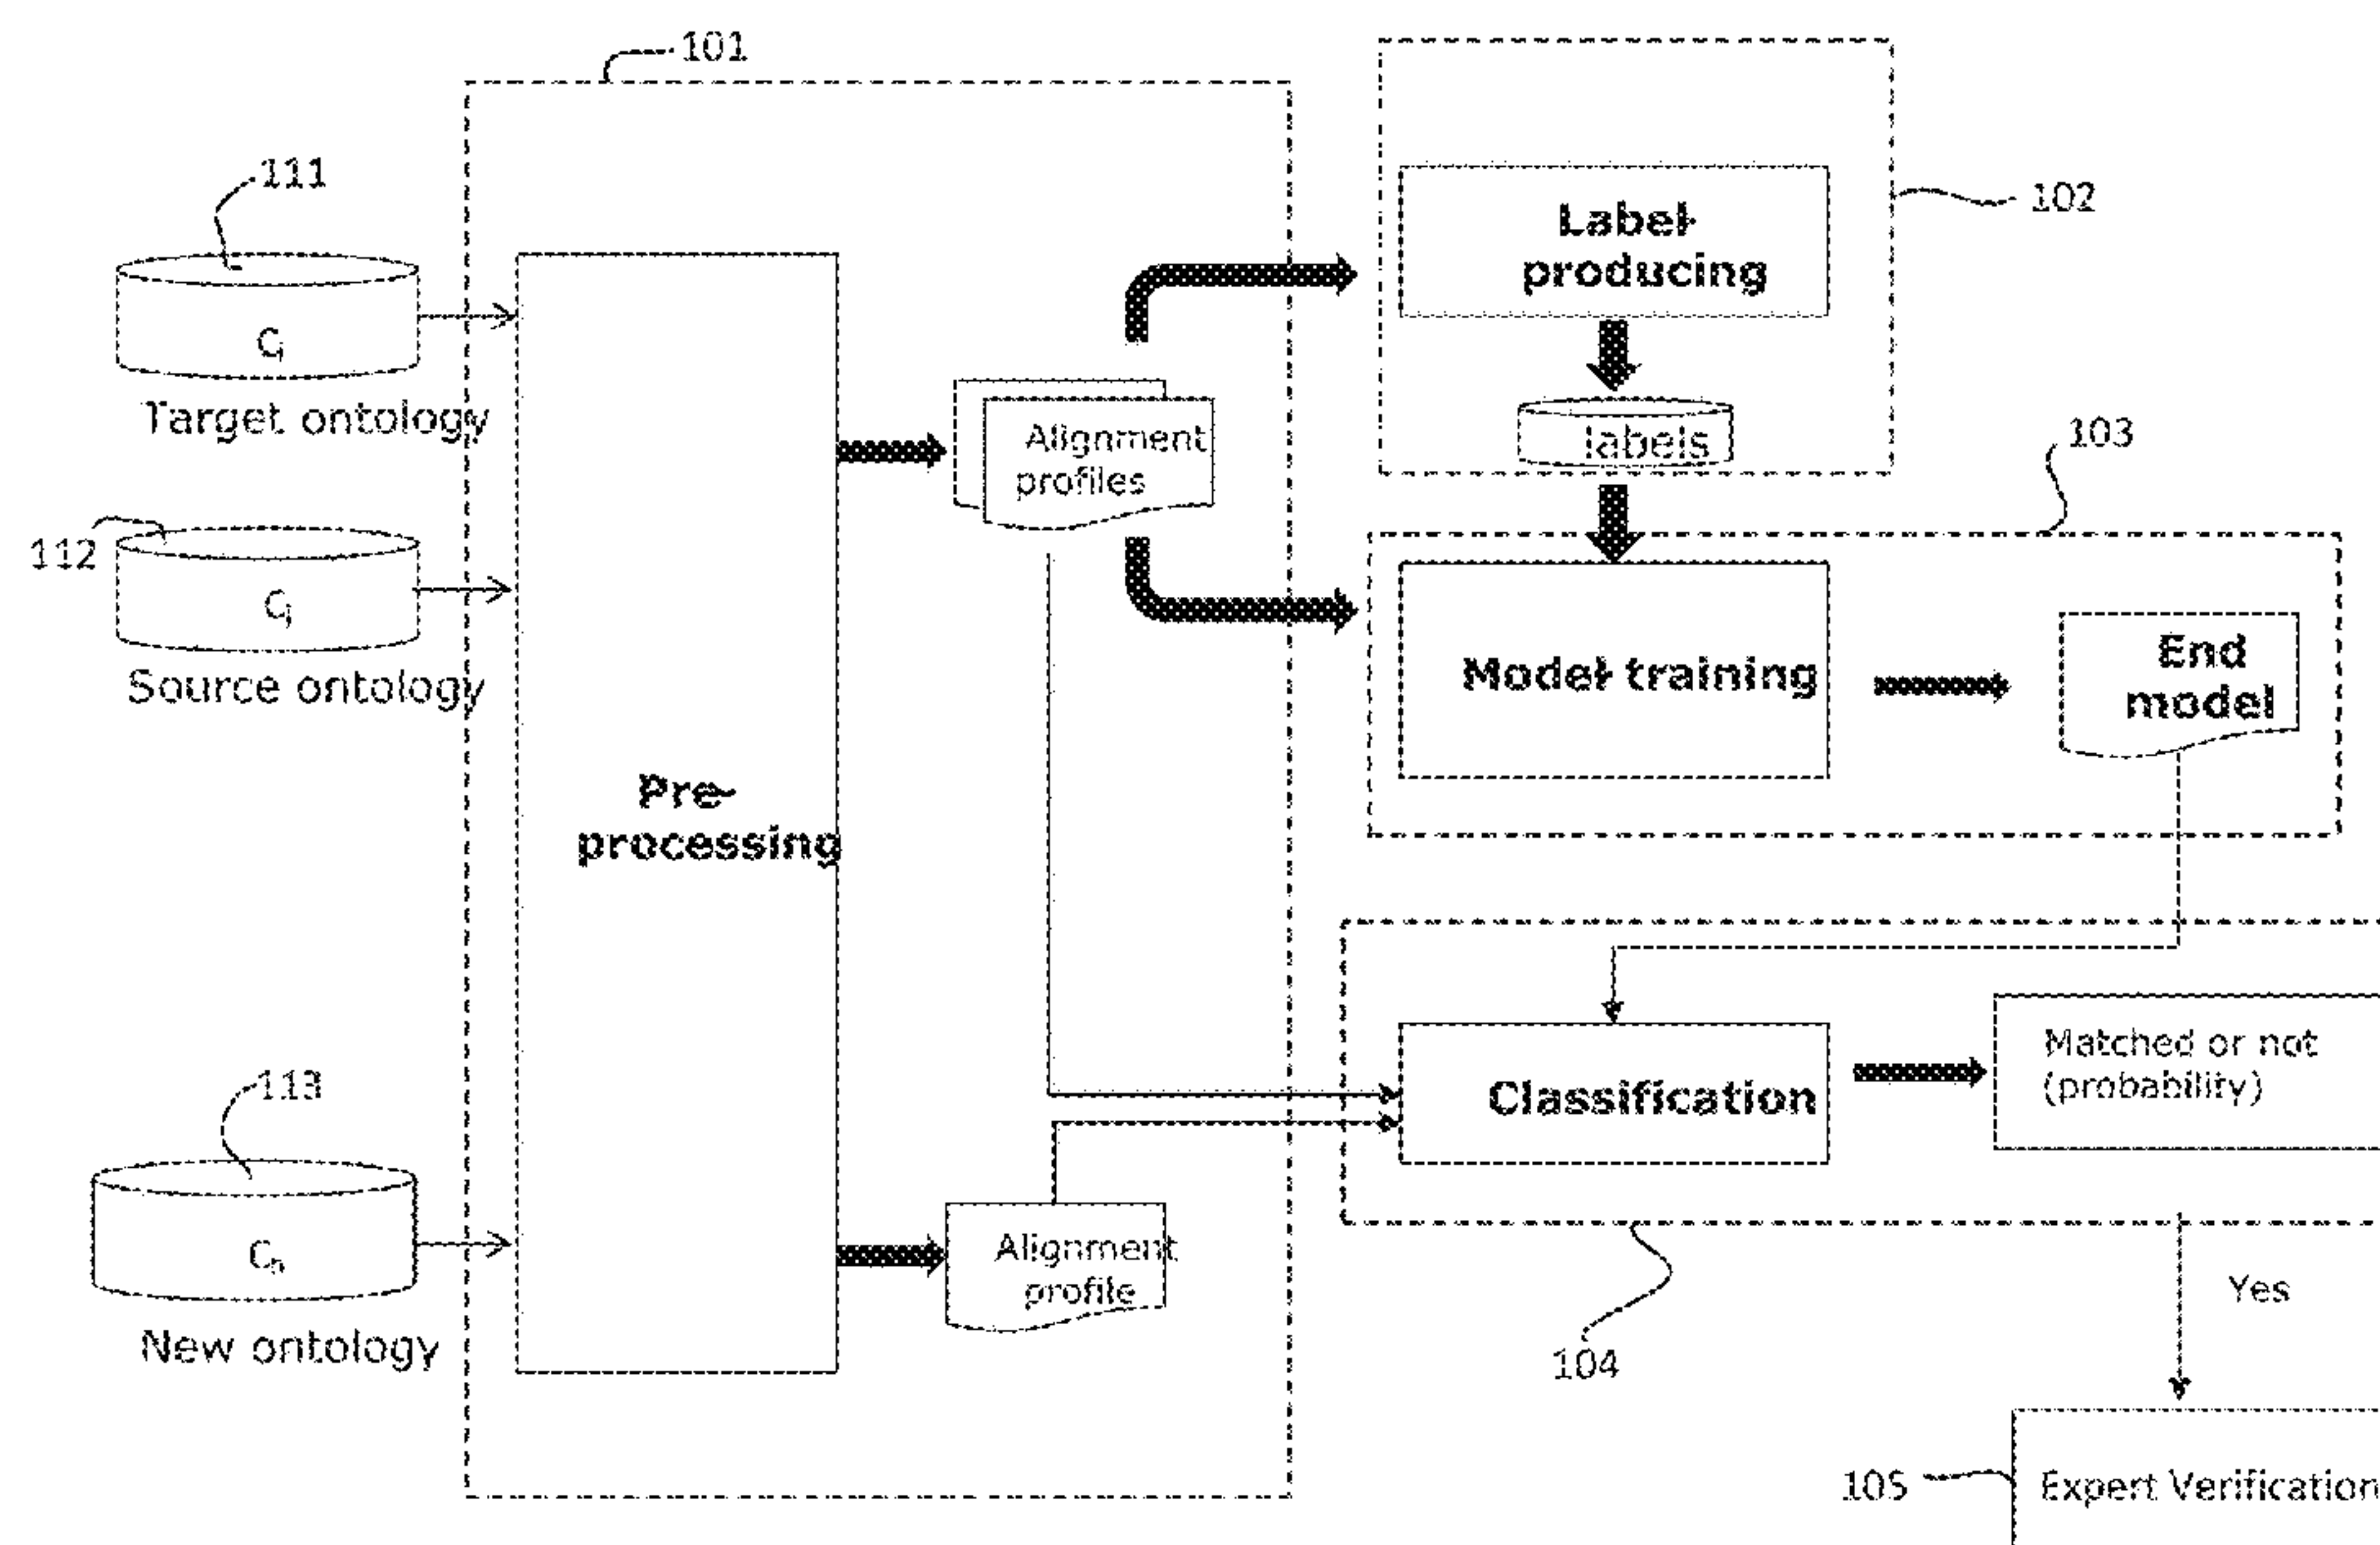 101
111
102
Label
producing
C
Target ontology
Alignment
profiles
labels
103
112
C
Source ontology
Model training
End
model
Pre-
processing
113
Classification
Matched or not
(probability)
Alignment
profile
Yes
New ontology
104
105
Expert Verification